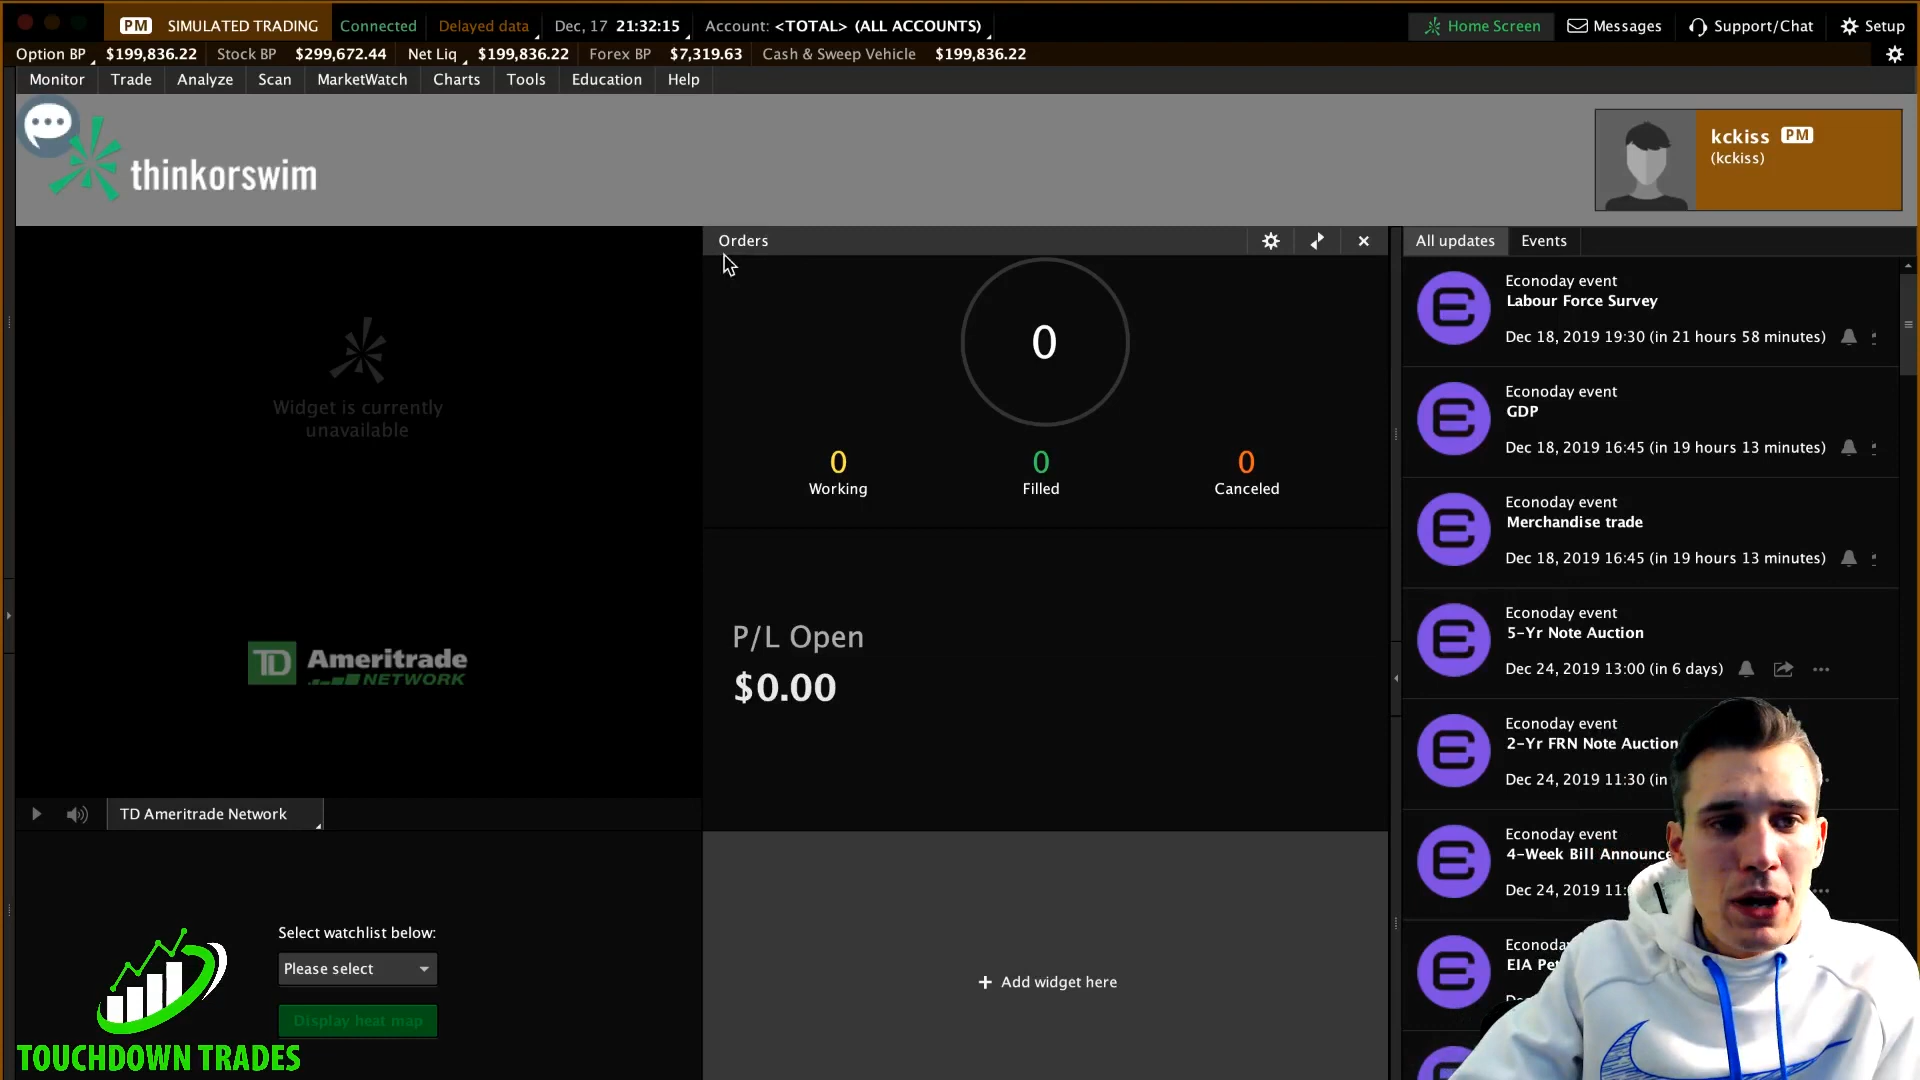 PM SIMULATED TRADING Connected Delayed data Dec, 17 21:32:15 Account: <TOTAL> (ALL ACCOUNTS) Home Screen Messages Support/Chat Setup
Option BP $199,836.22 Stock BP $299,672.44 Net Liq $199,836.22 Forex BP $7,319.63 Cash & Sweep Vehicle $199,836.22
Monitor Trade Analyze Scan MarketWatch Charts Tools Education Help
thinkorswim
kckiss PM
(kckiss)
Orders
All updates Events
0
0 0 0
Working Filled Canceled
Widget is currently
unavailable
TD Ameritrade
NETWORK
P/L Open
$0.00
TD Ameritrade Network
Select watchlist below:
Please select
Display heat map
TOUCHDOWN TRADES
+ Add widget here
Econoday event
Labour Force Survey
Dec 18, 2019 19:30 (in 21 hours 58 minutes)
Econoday event
GDP
Dec 18, 2019 16:45 (in 19 hours 13 minutes)
Econoday event
Merchandise trade
Dec 18, 2019 16:45 (in 19 hours 13 minutes)
Econoday event
5-Yr Note Auction
Dec 24, 2019 13:00 (in 6 days)
Econoday event
2-Yr FRN Note Auction
Dec 24, 2019 11:30 (in
Econoday event
4-Week Bill
Dec 24, 2019
EIA